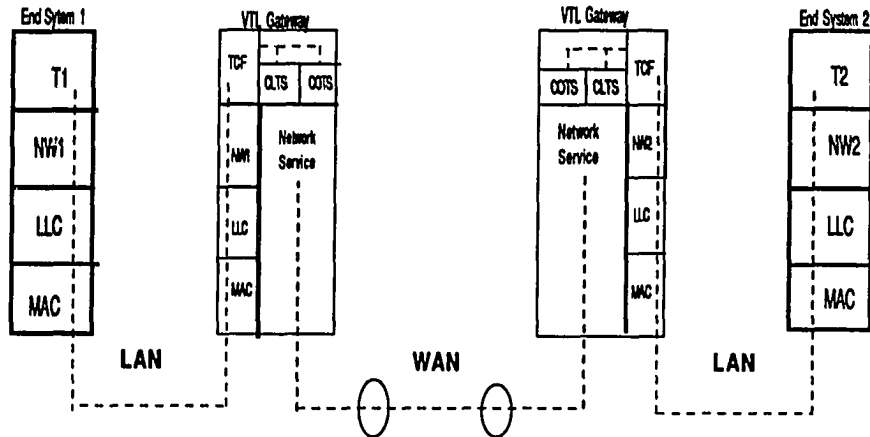 End Sytem 1
T1
NW1
LLC
MAC
VTL Gateway
TCF
CLTS
COTS
NW1
Network
Service
LLC
MAC
VTL Gateway
COTS
CLTS
TCF
Network
Service
NW2
LLC
MAC
End System 2
T2
NW2
LLC
MAC
LAN
WAN
LAN